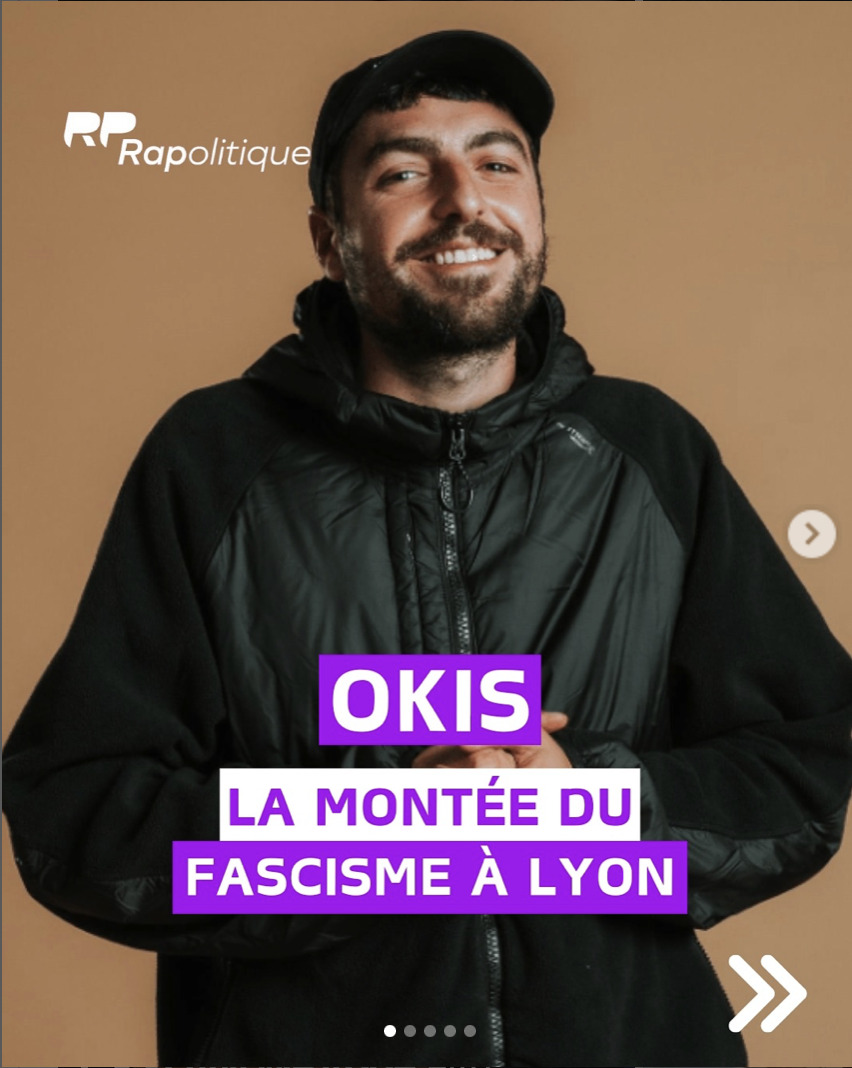 RP
Rapolitique
OKIS
LA MONTÉE DU
FASCISME À LYON